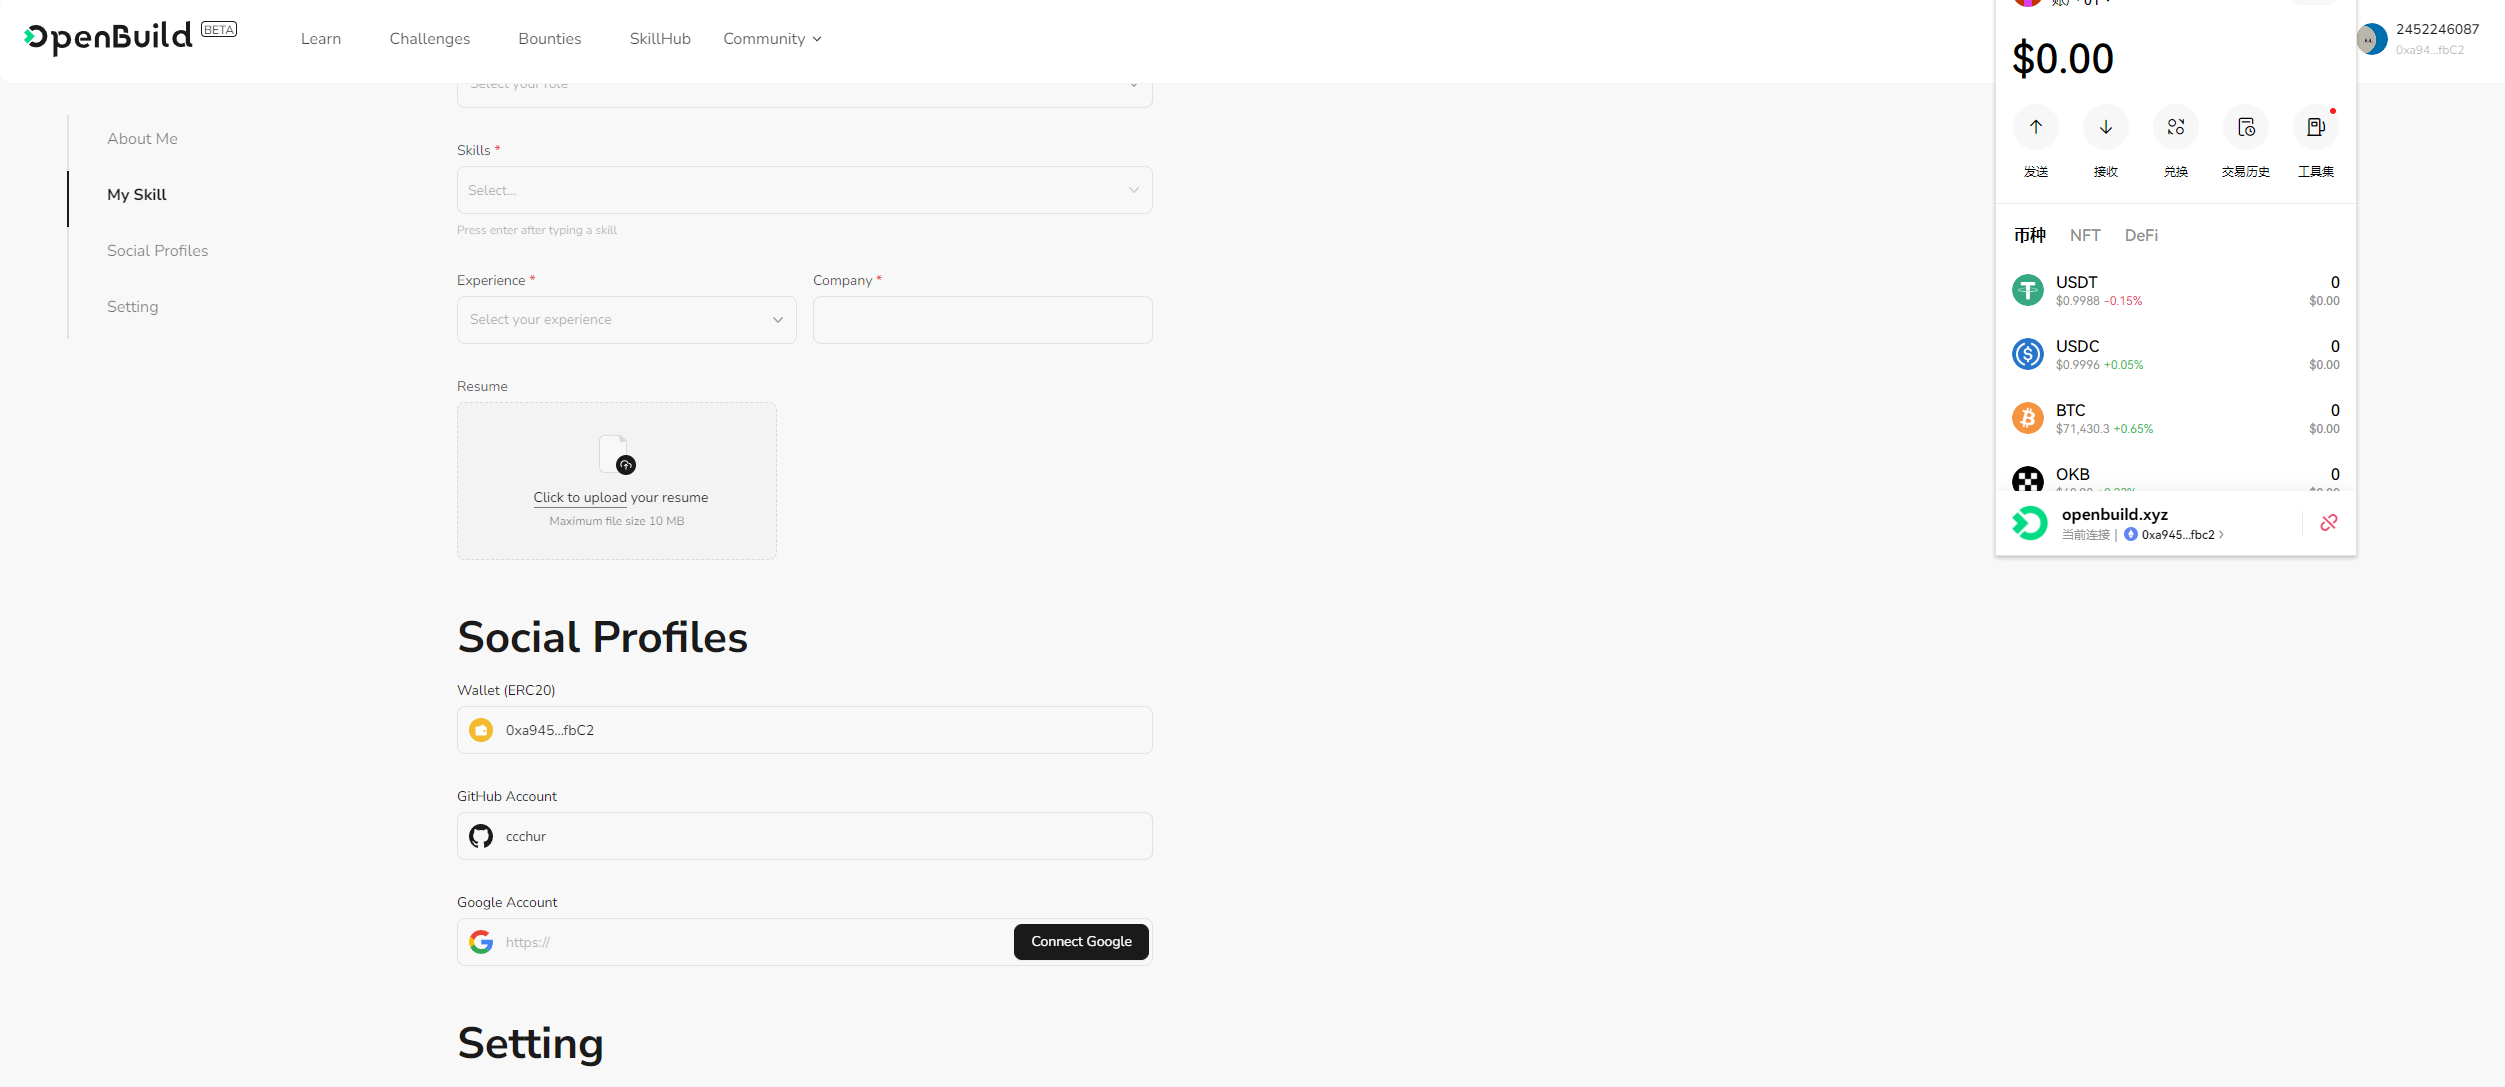 OpenBuild BETA
Learn
Challenges
Bounties
SkillHub
Community
2452246087
0xa94...fbC2
About Me
My Skill
Social Profiles
Setting
Select your role
Skills *
Select...
Press enter after typing a skill
Experience *
Company *
Select your experience
Resume
Click to upload your resume
Maximum file size 10 MB
Social Profiles
Wallet (ERC20)
0xa945...fbC2
GitHub Account
ccchur
Google Account
https://
Connect Google
Setting
$0.00
发送
接收
兑换
交易历史
工具集
币种
NFT
DeFi
USDT
0
$0.9988 -0.15%
$0.00
USDC
0
$0.9996 +0.05%
$0.00
BTC
0
$71,430.3 +0.65%
$0.00
OKB
0
openbuild.xyz
当前连接 | 0xa945...fbc2